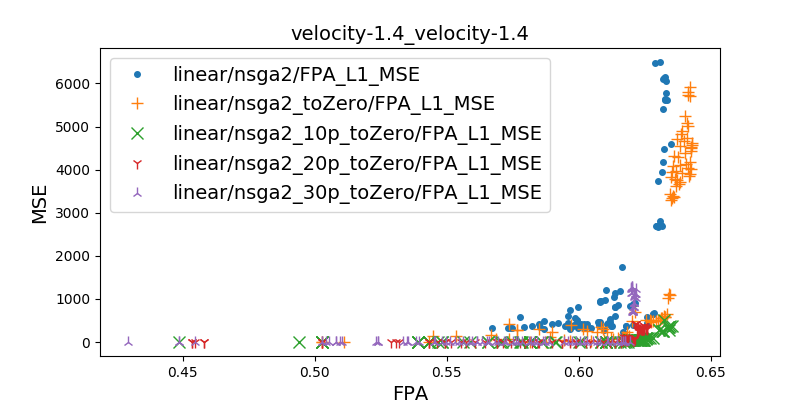 velocity-1.4_velocity-1.4
linear/nsga2/FPA_L1_MSE
linear/nsga2_toZero/FPA_L1_MSE
linear/nsga2_10p_toZero/FPA_L1_MSE
linear/nsga2_20p_toZero/FPA_L1_MSE
linear/nsga2_30p_toZero/FPA_L1_MSE
MSE
6000
5000
4000
3000
2000
1000
0
0.45 0.50 0.55 0.60 0.65
FPA